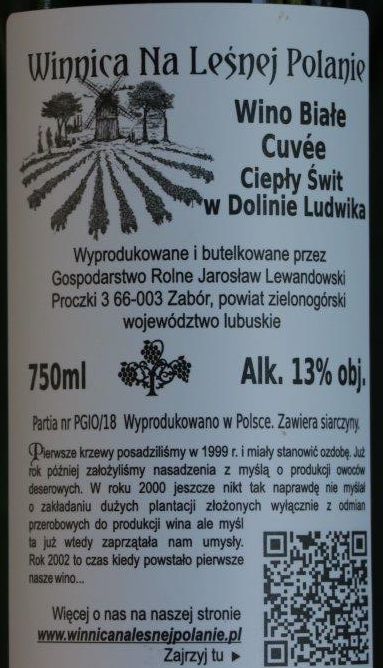 Winnica Na Leśnej Polanie
Wino Białe
Cuvée
Ciepły Świt
w Dolinie Ludwika
Wyprodukowane i butelkowane przez
Gospodarstwo Rolne Jarosław Lewandowski
Proczki 3 66-003 Zabór, powiat zielonogórski
województwo lubuskie
750ml
Alk. 13% obj.
Partia nr PGIO/18 Wyprodukowano w Polsce. Zawiera siarczyny.
Pierwsze krzewy posadziliśmy w 1999 r. i miały stanowić ozdobę. Już
rok później założyliśmy nasadzenia z myślą o produkcji owoców
deserowych. W roku 2000 jeszcze nikt tak naprawdę nie myślał
o zakładaniu dużych plantacji złożonych wyłącznie z odmian
przerobowych do produkcji wina ale myśl
ta już wtedy zaprzątała nam umysły.
Rok 2002 to czas kiedy powstało pierwsze
nasze wino...
Więcej o nas na naszej stronie
www.winnicanalesnejpolanie.pl
Zajrzyj tu ►